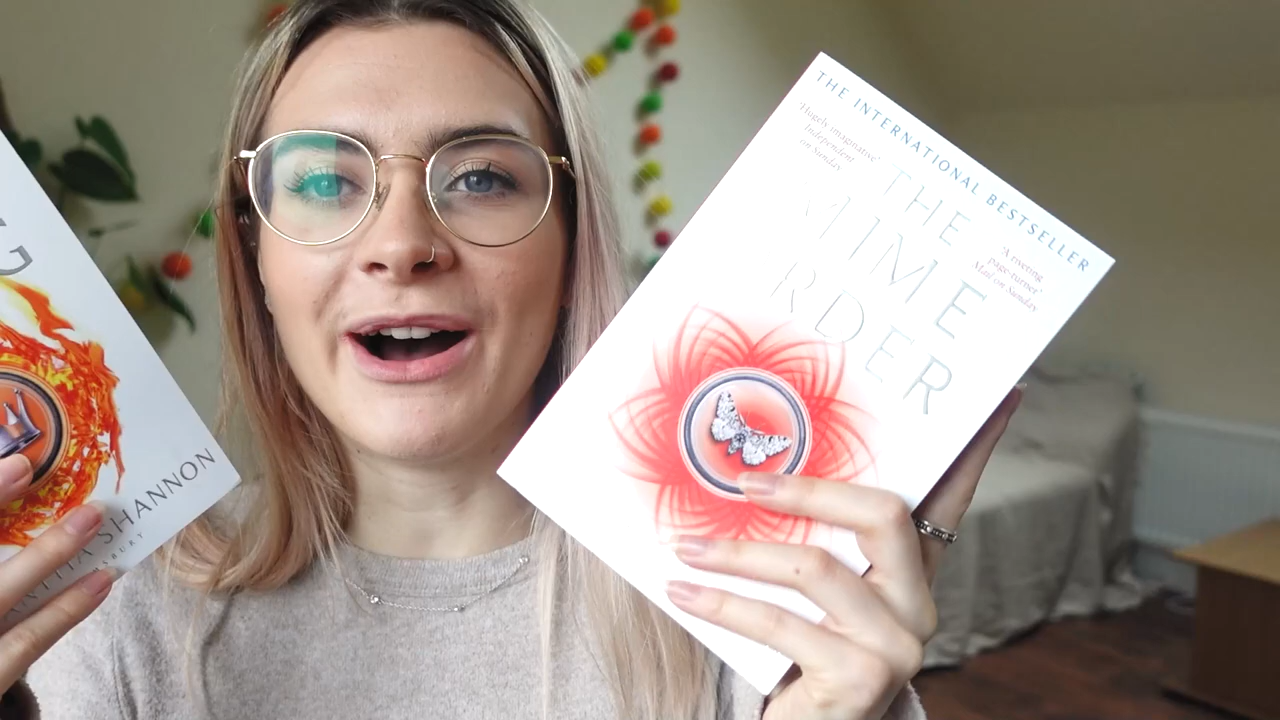 G
SHANNON
THE INTERNATIONAL BESTSELLER
'Hugely imaginative'
Independent
on Sunday
THE
MIME
RDER
'A riveting
page-turner'
Mail on Sunday